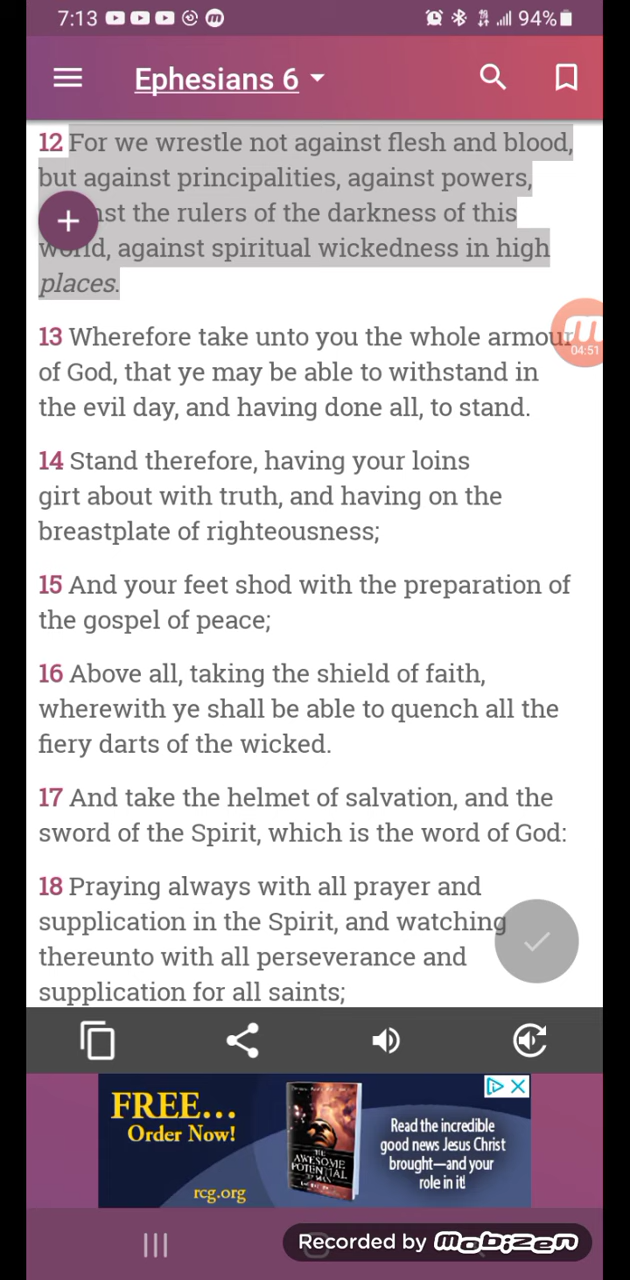 7:13
94%
Ephesians 6
12 For we wrestle not against flesh and blood,
but against principalities, against powers,
nst the rulers of the darkness of this
world, against spiritual wickedness in high
places.
04:51
13 Wherefore take unto you the whole armour
of God, that ye may be able to withstand in
the evil day, and having done all, to stand.
14 Stand therefore, having your loins
girt about with truth, and having on the
breastplate of righteousness;
15 And your feet shod with the preparation of
the gospel of peace;
16 Above all, taking the shield of faith,
wherewith ye shall be able to quench all the
fiery darts of the wicked.
17 And take the helmet of salvation, and the
sword of the Spirit, which is the word of God:
18 Praying always with all prayer and
supplication in the Spirit, and watching
thereunto with all perseverance and
supplication for all saints;
FREE...
Order Now!
rcg.org
THE
AWESOME
POTENTIAL
OF MAN
Read the incredible
good news Jesus Christ
brought—and your
role in it!
Recorded by mobizen